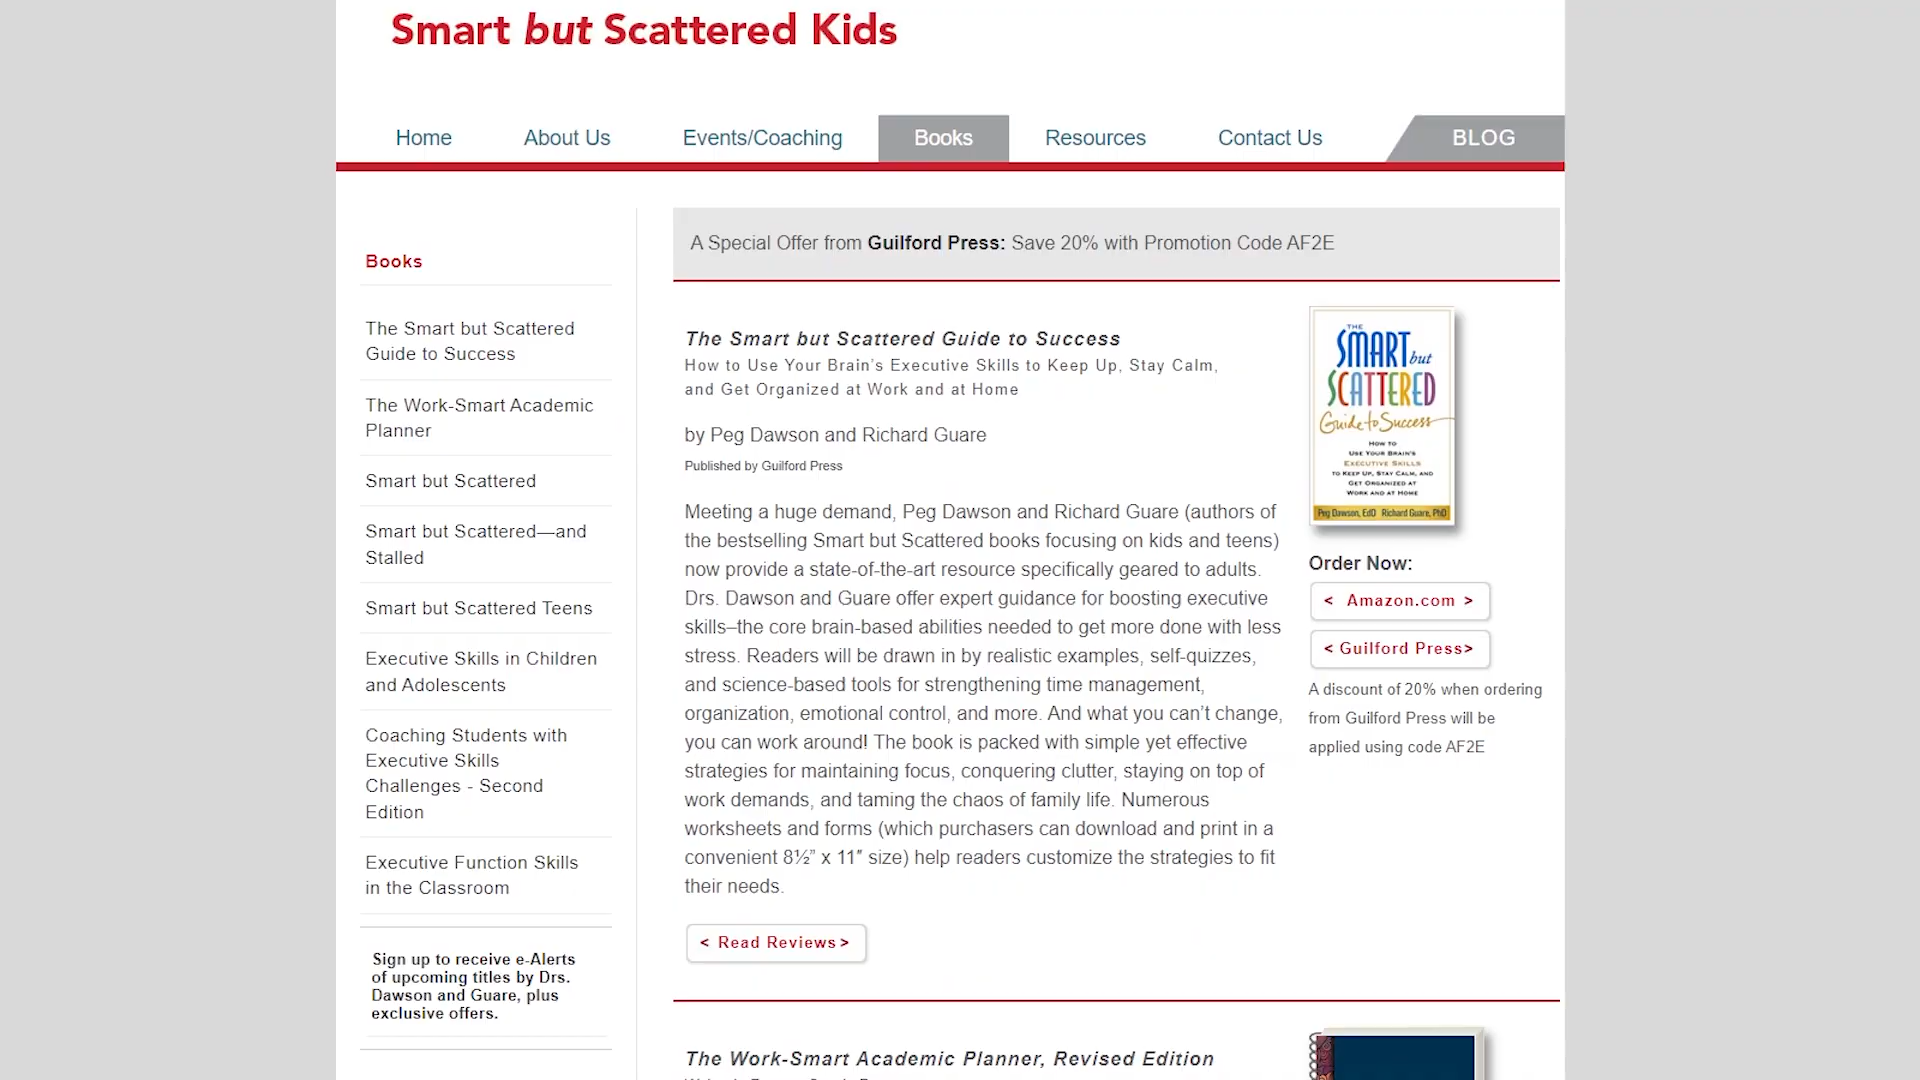 Smart but Scattered Kids
Home
About Us
Events/Coaching
Books
Resources
Contact Us
BLOG
Books
The Smart but Scattered
Guide to Success
The Work-Smart Academic
Planner
Smart but Scattered
Smart but Scattered—and
Stalled
Smart but Scattered Teens
Executive Skills in Children
and Adolescents
Coaching Students with
Executive Skills
Challenges - Second
Edition
Executive Function Skills
in the Classroom
Sign up to receive e-Alerts
of upcoming titles by Drs.
Dawson and Guare, plus
exclusive offers.
A Special Offer from Guilford Press: Save 20% with Promotion Code AF2E
The Smart but Scattered Guide to Success
How to Use Your Brain’s Executive Skills to Keep Up, Stay Calm,
and Get Organized at Work and at Home
by Peg Dawson and Richard Guare
Published by Guilford Press
Meeting a huge demand, Peg Dawson and Richard Guare (authors of
the bestselling Smart but Scattered books focusing on kids and teens)
now provide a state-of-the-art resource specifically geared to adults.
Drs. Dawson and Guare offer expert guidance for boosting executive
skills–the core brain-based abilities needed to get more done with less
stress. Readers will be drawn in by realistic examples, self-quizzes,
and science-based tools for strengthening time management,
organization, emotional control, and more. And what you can’t change,
you can work around! The book is packed with simple yet effective
strategies for maintaining focus, conquering clutter, staying on top of
work demands, and taming the chaos of family life. Numerous
worksheets and forms (which purchasers can download and print in a
convenient 8½” x 11″ size) help readers customize the strategies to fit
their needs.
< Read Reviews >
THE
SMART but
SCATTERED
Guide to Success
HOW TO
USE YOUR BRAIN'S
EXECUTIVE SKILLS
TO KEEP UP, STAY CALM, AND
GET ORGANIZED AT
WORK AND AT HOME
Peg Dawson, EdD Richard Guare, PhD
Order Now:
< Amazon.com >
< Guilford Press>
A discount of 20% when ordering
from Guilford Press will be
applied using code AF2E
The Work-Smart Academic Planner, Revised Edition